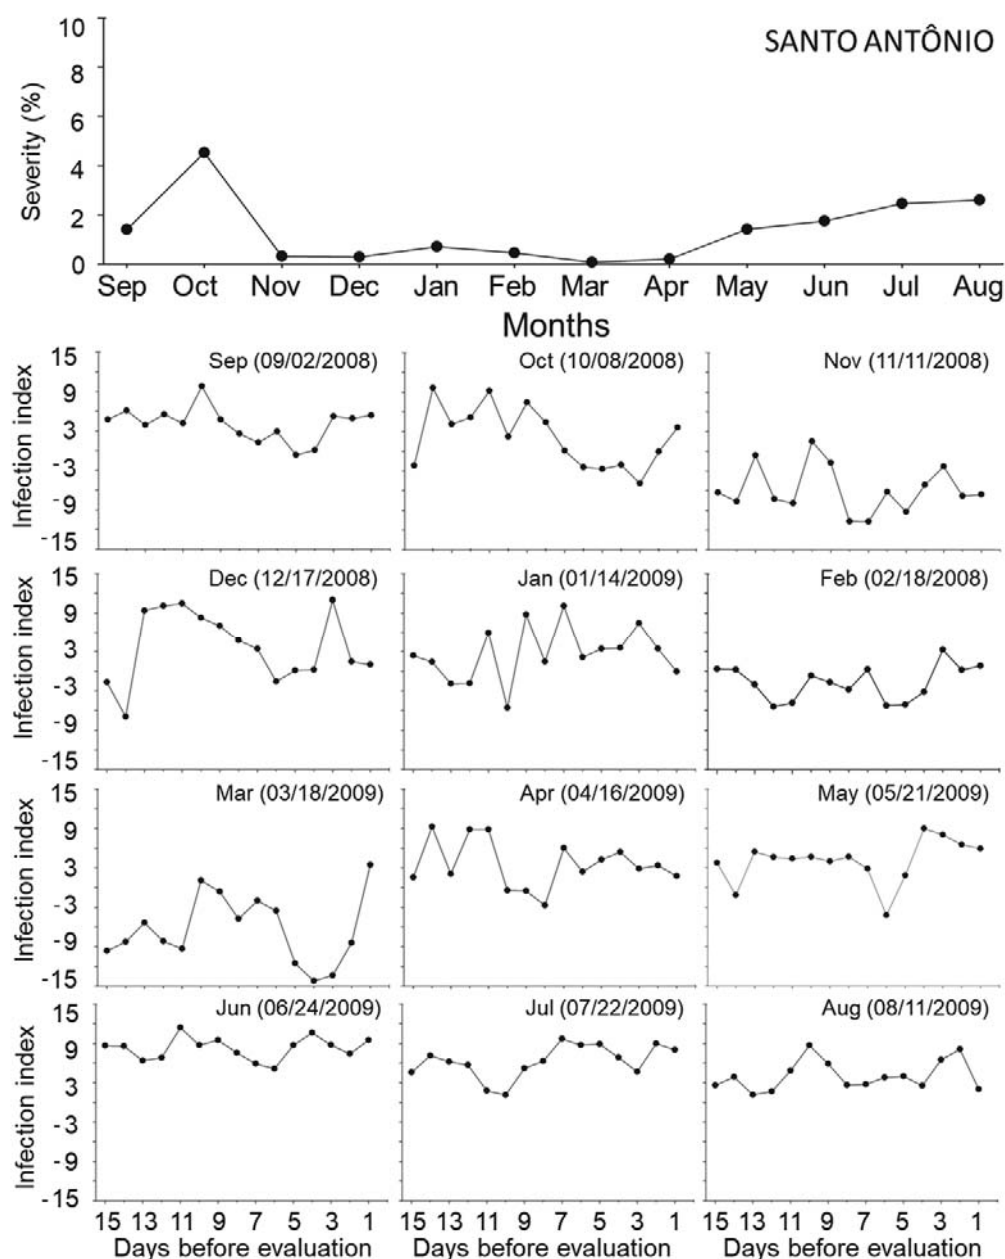 SANTO ANTÔNIO
Severity (%)
10
8
6
4
2
0
Sep Oct Nov Dec Jan Feb Mar Apr May Jun Jul Aug
Months
Infection index
15
9
3
-3
-9
-15
Sep (09/02/2008)
Oct (10/08/2008)
Nov (11/11/2008)
Infection index
15
9
3
-3
-9
-15
Dec (12/17/2008)
Jan (01/14/2009)
Feb (02/18/2008)
Infection index
15
9
3
-3
-9
-15
Mar (03/18/2009)
Apr (04/16/2009)
May (05/21/2009)
Infection index
15
9
3
-3
-9
-15
Jun (06/24/2009)
Jul (07/22/2009)
Aug (08/11/2009)
15 13 11 9 7 5 3 1
15 13 11 9 7 5 3 1
15 13 11 9 7 5 3 1
Days before evaluation
Days before evaluation
Days before evaluation